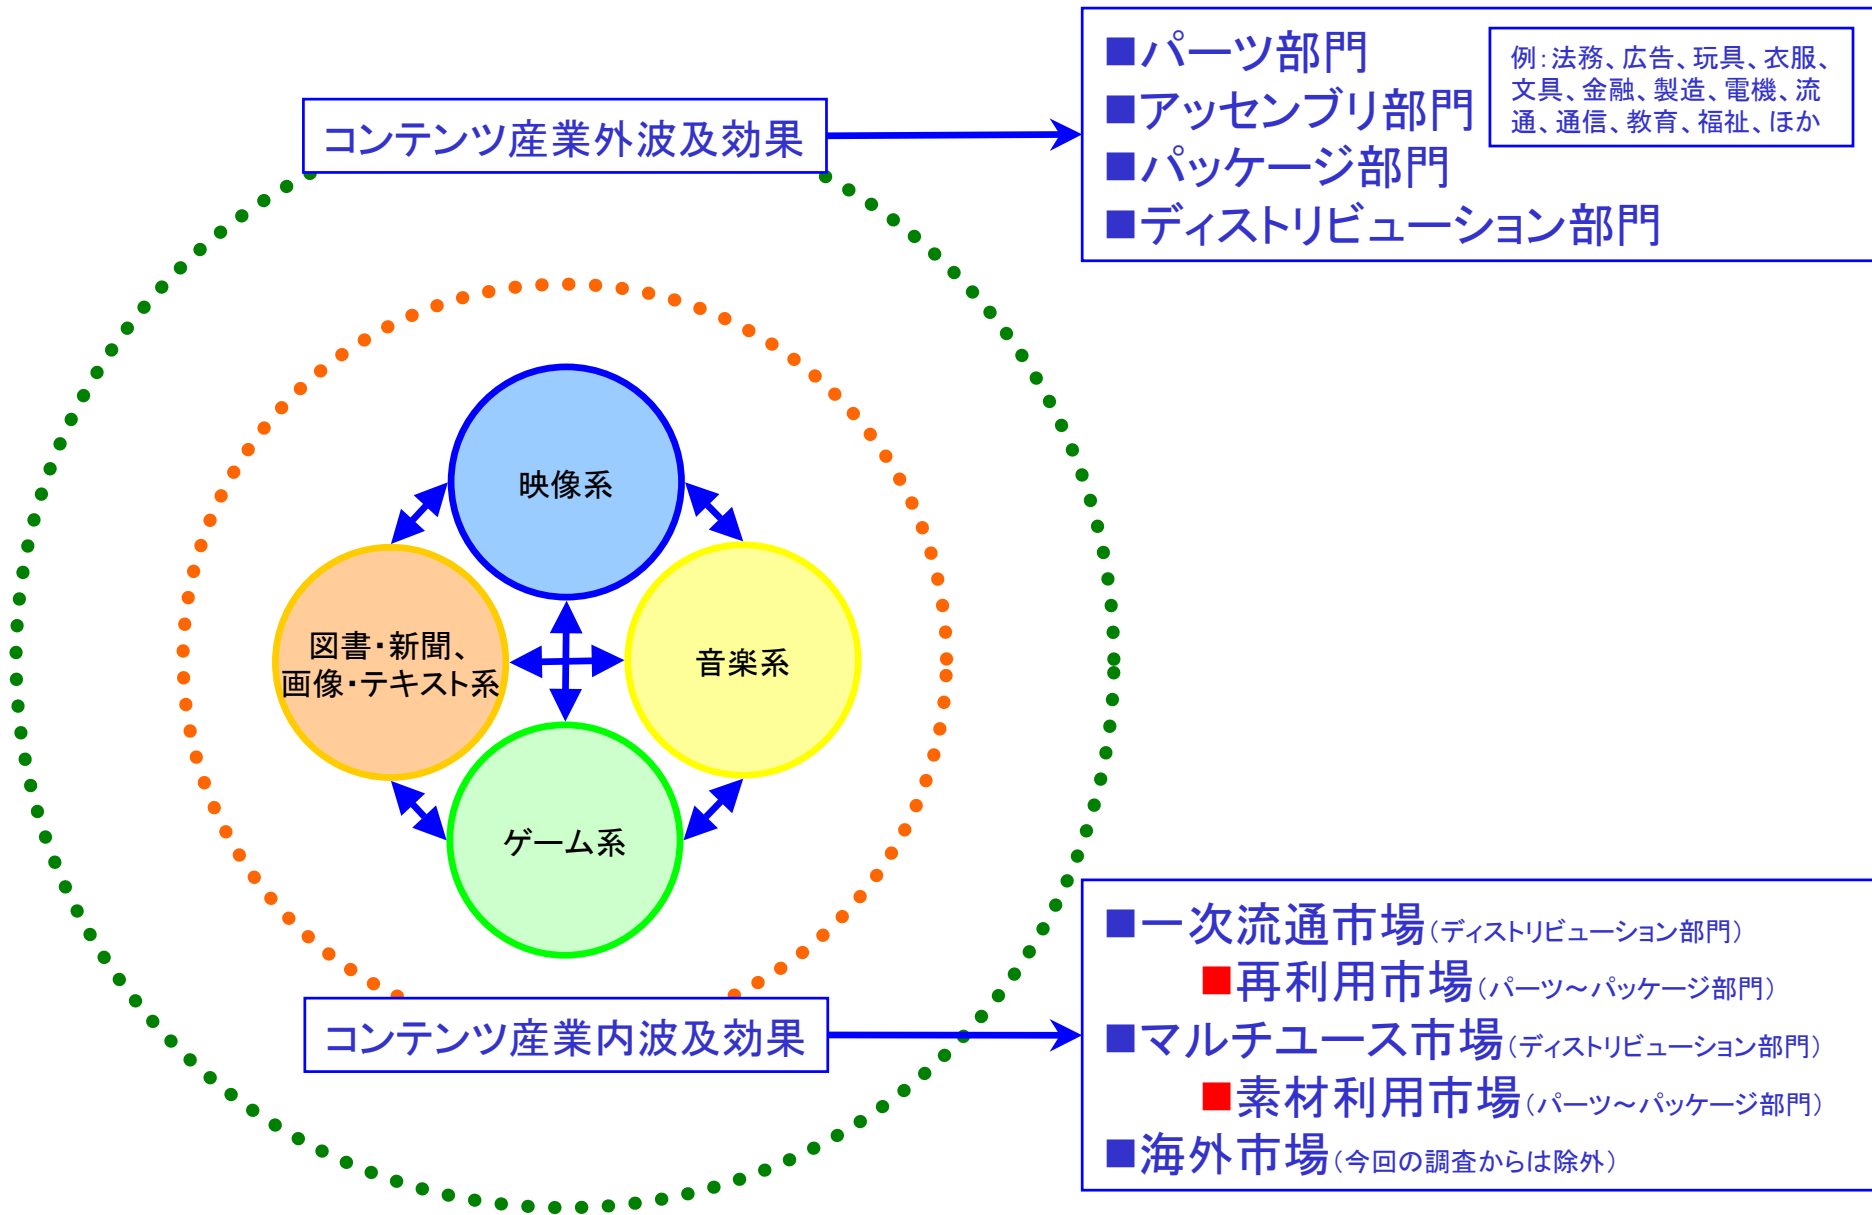 コンテンツ産業外波及効果
■パーツ部門
■アッセンブリ部門
■パッケージ部門
■ディストリビューション部門
例:法務、広告、玩具、衣服、
文具、金融、製造、電機、流
通、通信、教育、福祉、ほか
映像系
図書・新聞、
画像・テキスト系
音楽系
ゲーム系
コンテンツ産業内波及効果
■一次流通市場(ディストリビューション部門)
■再利用市場(パーツ～パッケージ部門)
■マルチユース市場(ディストリビューション部門)
■素材利用市場(パーツ～パッケージ部門)
■海外市場(今回の調査からは除外)